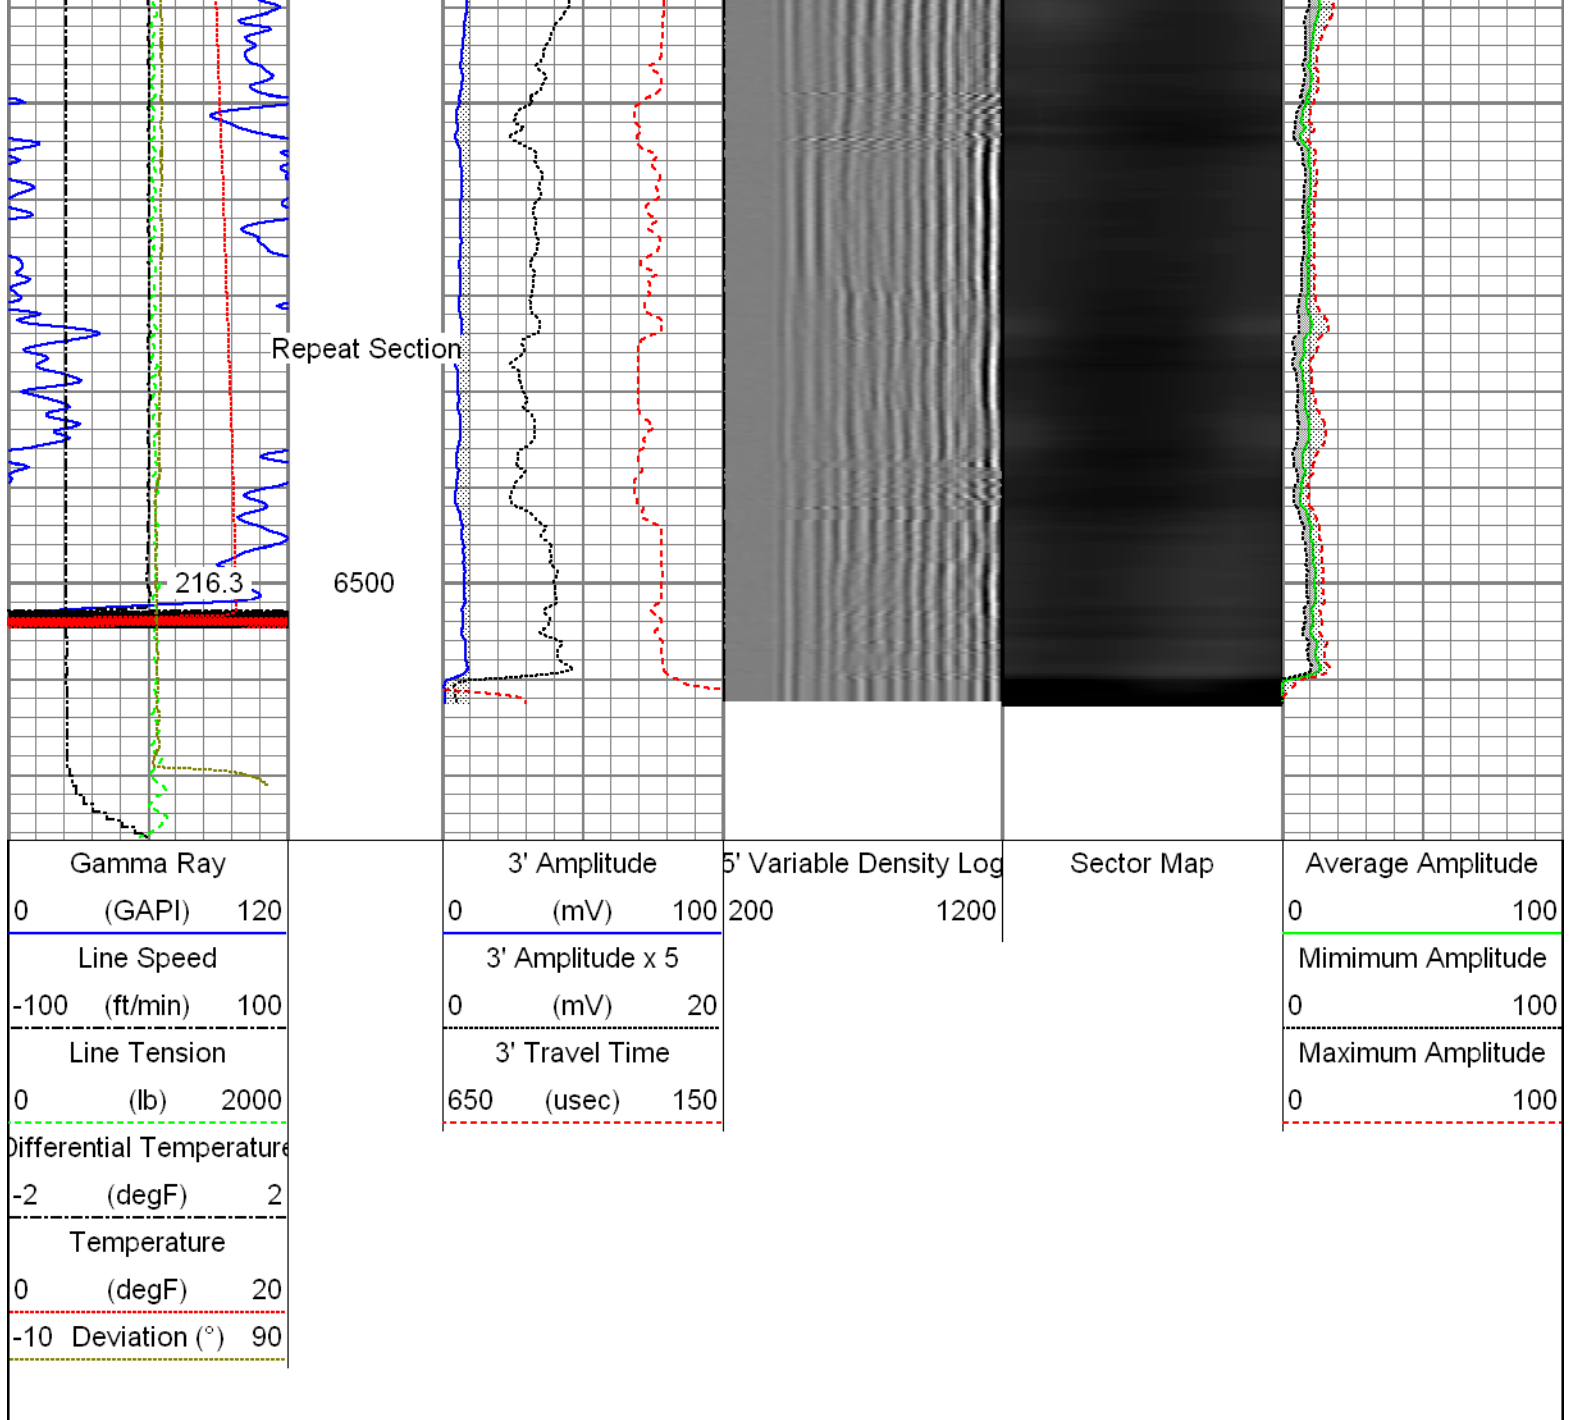 Repeat Section
216.3
6500
Gamma Ray
0 (GAPI) 120
Line Speed
-100 (ft/min) 100
Line Tension
0 (lb) 2000
Differential Temperature
-2 (degF) 2
Temperature
0 (degF) 20
-10 Deviation (°) 90
3' Amplitude
0 (mV) 100
3' Amplitude x 5
0 (mV) 20
3' Travel Time
650 (usec) 150
5' Variable Density Log
200 1200
Sector Map
Average Amplitude
0 100
Mimimum Amplitude
0 100
Maximum Amplitude
0 100